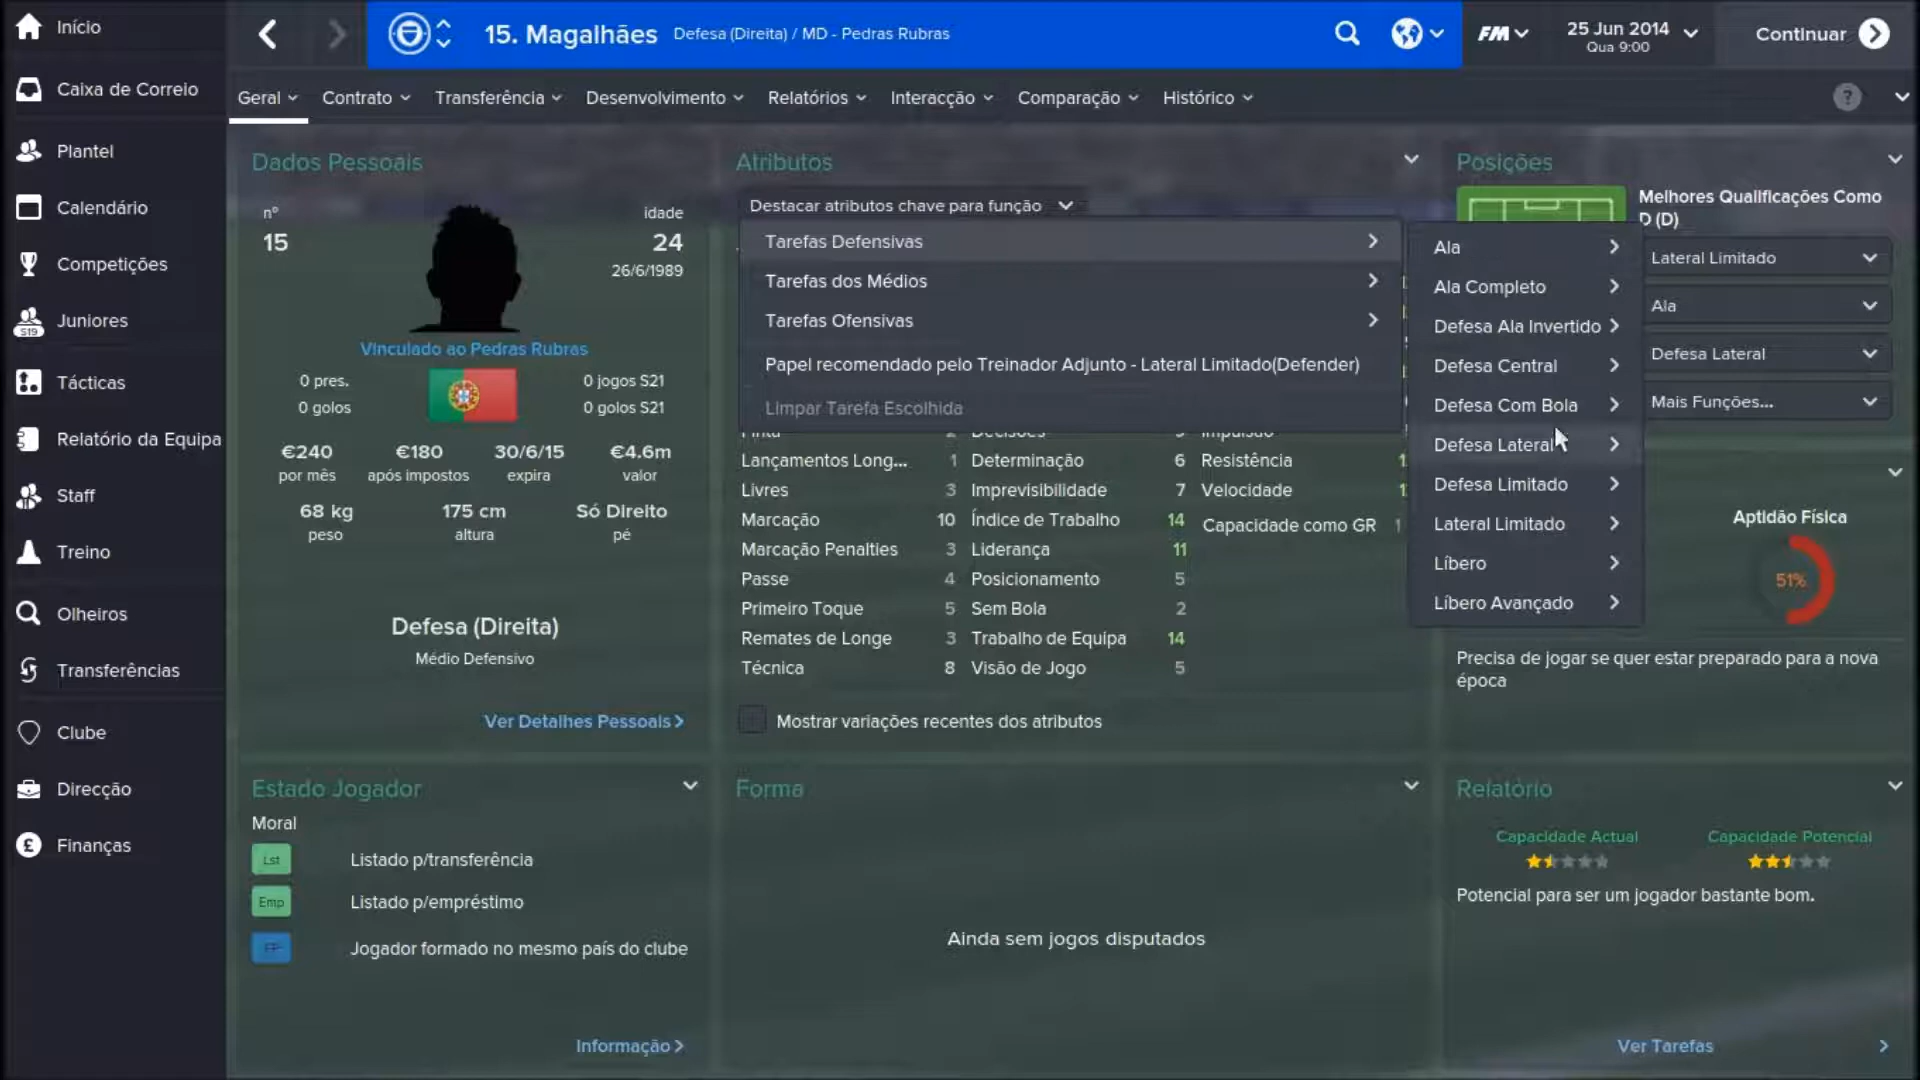 Início
Caixa de Correio
Plantel
Calendário
Competições
S19
Juniores
Tácticas
Relatório da Equipa
Staff
Treino
Olheiros
Transferências
Clube
Direcção
Finanças
15. Magalhães Defesa (Direita) / MD - Pedras Rubras
FM
25 Jun 2014
Qua 9:00
Continuar
Geral Contrato Transferência Desenvolvimento Relatórios Interacção Comparação Histórico
?
Dados Pessoais
nº
15
idade
24
26/6/1989
Vinculado ao Pedras Rubras
0 pres.
0 golos
0 jogos S21
0 golos S21
€240 €180 30/6/15 €4.6m
por mês após impostos expira valor
68 kg 175 cm Só Direito
peso altura pé
Defesa (Direita)
Médio Defensivo
Ver Detalhes Pessoais
Atributos
Destacar atributos chave para função
Tarefas Defensivas
Tarefas dos Médios
Tarefas Ofensivas
Papel recomendado pelo Treinador Adjunto - Lateral Limitado(Defender)
Limpar Tarefa Escolhida
Ala
Ala Completo
Defesa Ala Invertido
Defesa Central
Defesa Com Bola
Defesa Lateral
Defesa Limitado
Lateral Limitado
Líbero
Líbero Avançado
Finta Decisões Impulsão
Lançamentos Long... 1 Determinação 6 Resistência
Livres 3 Imprevisibilidade 7 Velocidade
Marcação 10 Índice de Trabalho 14 Capacidade como GR 1
Marcação Penalties 3 Liderança 11
Passe 4 Posicionamento 5
Primeiro Toque 5 Sem Bola 2
Remates de Longe 3 Trabalho de Equipa 14
Técnica 8 Visão de Jogo 5
Mostrar variações recentes dos atributos
Posições
Melhores Qualificações Como
D (D)
Lateral Limitado
Ala
Defesa Lateral
Mais Funções...
Aptidão Física
51%
Precisa de jogar se quer estar preparado para a nova
época
Estado Jogador
Moral
Lst Listado p/transferência
Emp Listado p/empréstimo
Jogador formado no mesmo país do clube
Informação
Forma
Ainda sem jogos disputados
Relatório
Capacidade Actual Capacidade Potencial
Potencial para ser um jogador bastante bom.
Ver Tarefas